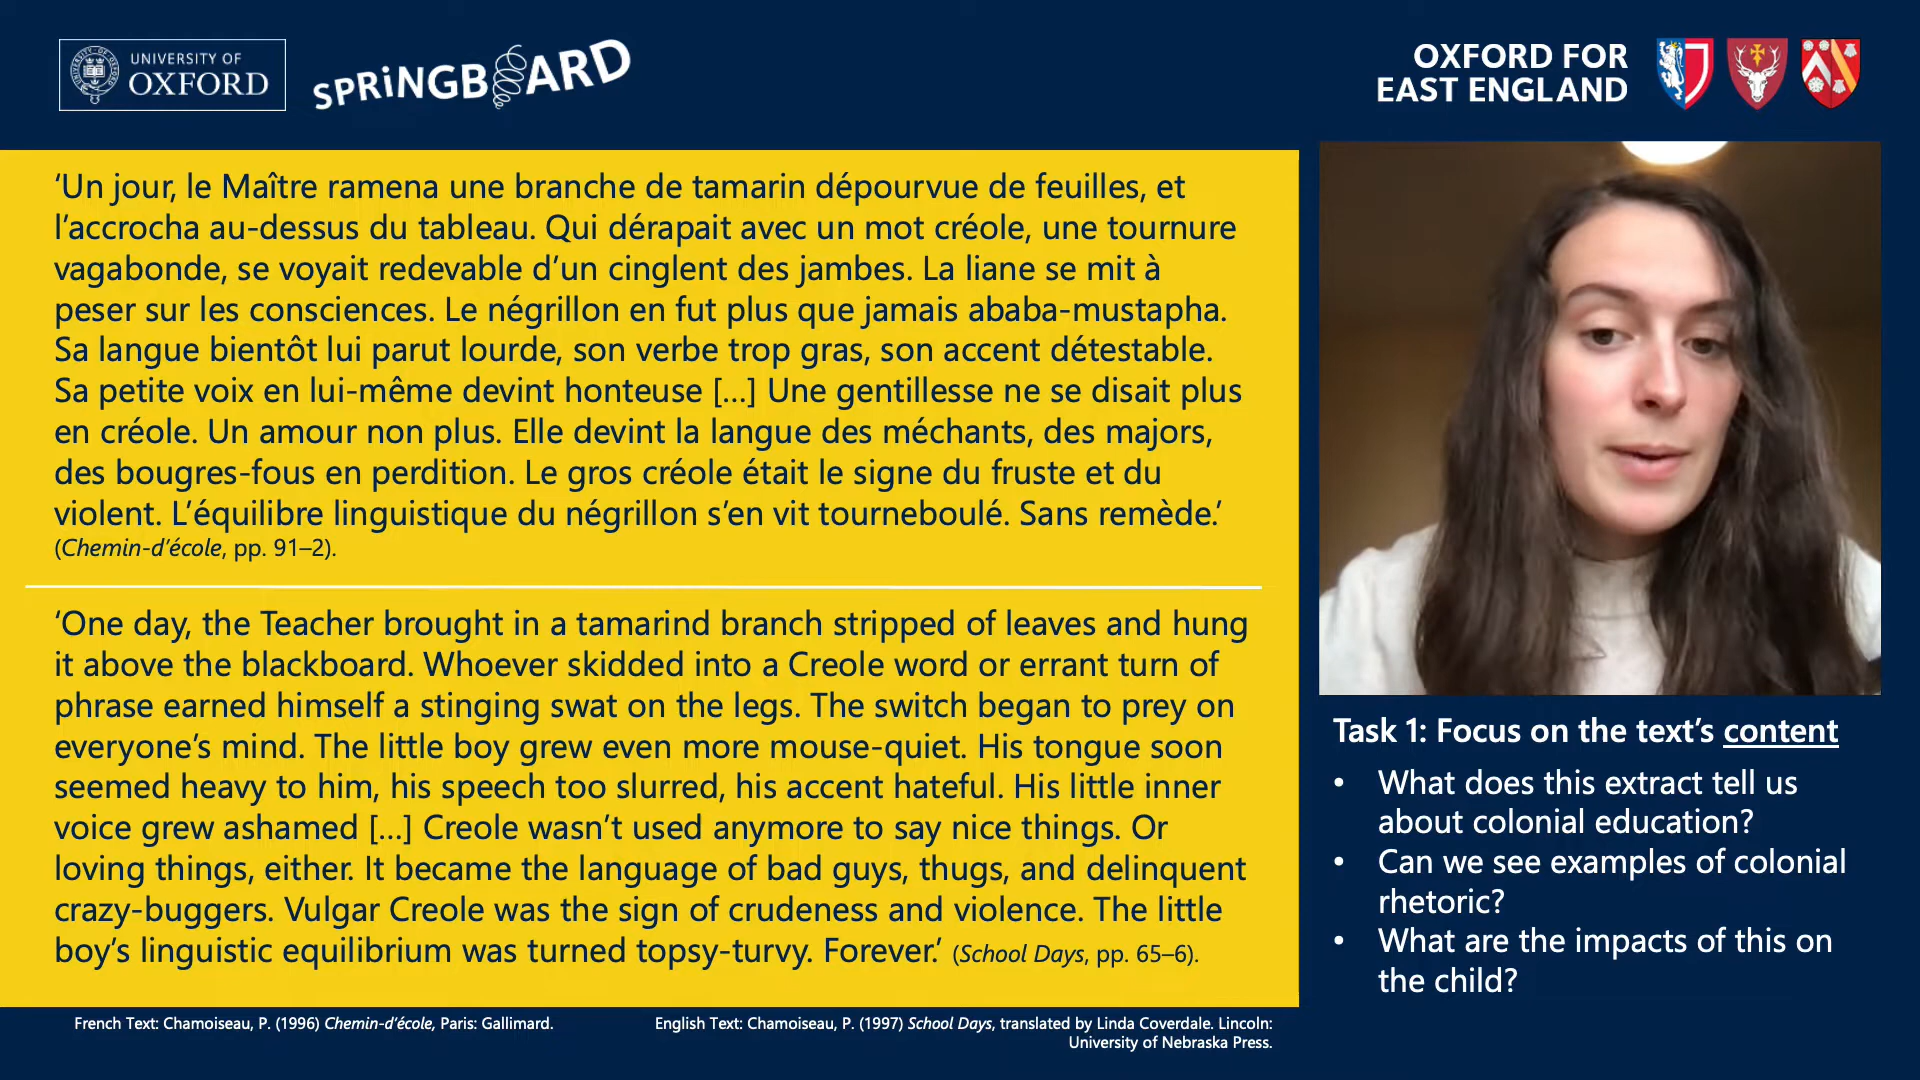 UNIVERSITY OF
OXFORD
SPRiNGBOARD
OXFORD FOR
EAST ENGLAND
‘Un jour, le Maître ramena une branche de tamarin dépourvue de feuilles, et
l’accrocha au-dessus du tableau. Qui dérapait avec un mot créole, une tournure
vagabonde, se voyait redevable d’un cinglent des jambes. La liane se mit à
peser sur les consciences. Le négrillon en fut plus que jamais ababa-mustapha.
Sa langue bientôt lui parut lourde, son verbe trop gras, son accent détestable.
Sa petite voix en lui-même devint honteuse [...] Une gentillesse ne se disait plus
en créole. Un amour non plus. Elle devint la langue des méchants, des majors,
des bougres-fous en perdition. Le gros créole était le signe du fruste et du
violent. L’équilibre linguistique du négrillon s’en vit tourneboulé. Sans remède.’
(Chemin-d’école, pp. 91–2).
‘One day, the Teacher brought in a tamarind branch stripped of leaves and hung
it above the blackboard. Whoever skidded into a Creole word or errant turn of
phrase earned himself a stinging swat on the legs. The switch began to prey on
everyone’s mind. The little boy grew even more mouse-quiet. His tongue soon
seemed heavy to him, his speech too slurred, his accent hateful. His little inner
voice grew ashamed [...] Creole wasn’t used anymore to say nice things. Or
loving things, either. It became the language of bad guys, thugs, and delinquent
crazy-buggers. Vulgar Creole was the sign of crudeness and violence. The little
boy’s linguistic equilibrium was turned topsy-turvy. Forever.’ (School Days, pp. 65–6).
French Text: Chamoiseau, P. (1996) Chemin-d’école, Paris: Gallimard.
English Text: Chamoiseau, P. (1997) School Days, translated by Linda Coverdale. Lincoln:
University of Nebraska Press.
Task 1: Focus on the text’s content
• What does this extract tell us
about colonial education?
• Can we see examples of colonial
rhetoric?
• What are the impacts of this on
the child?